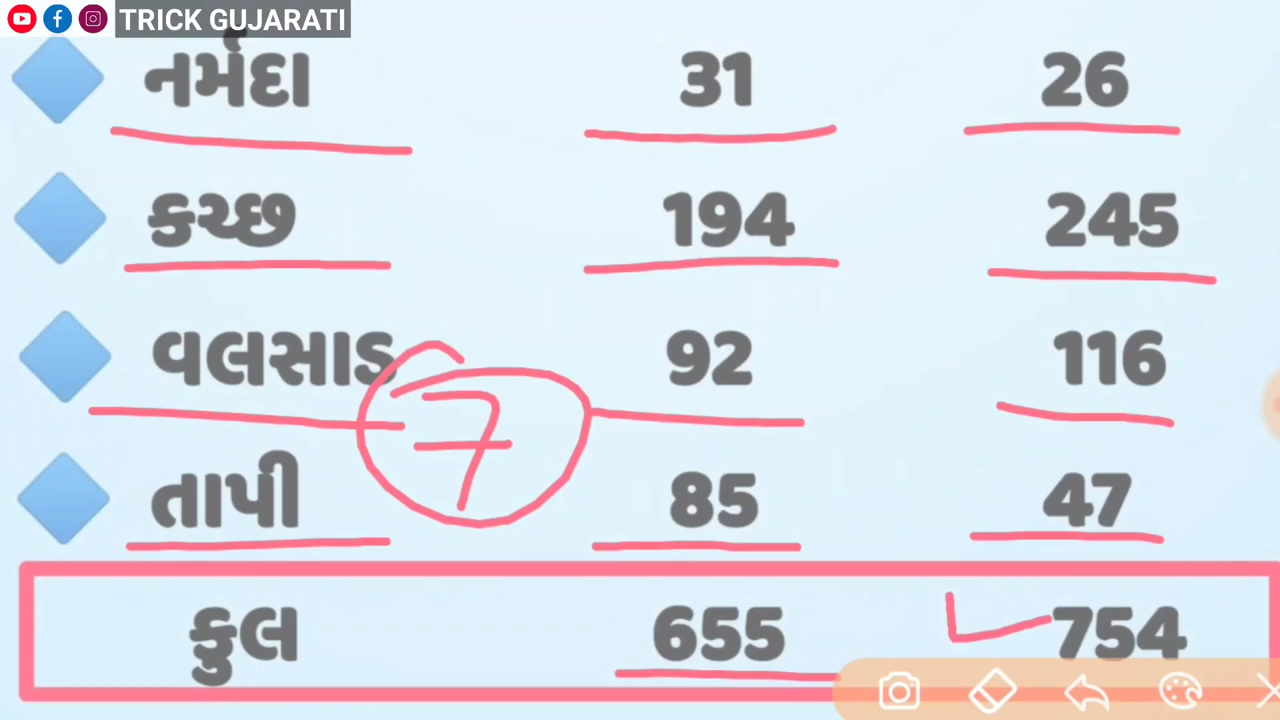 TRICK GUJARATI
નર્મદા 31 26
કચ્છ 194 245
વલસાડ 92 116
7
તાપી 85 47
કુલ 655 754